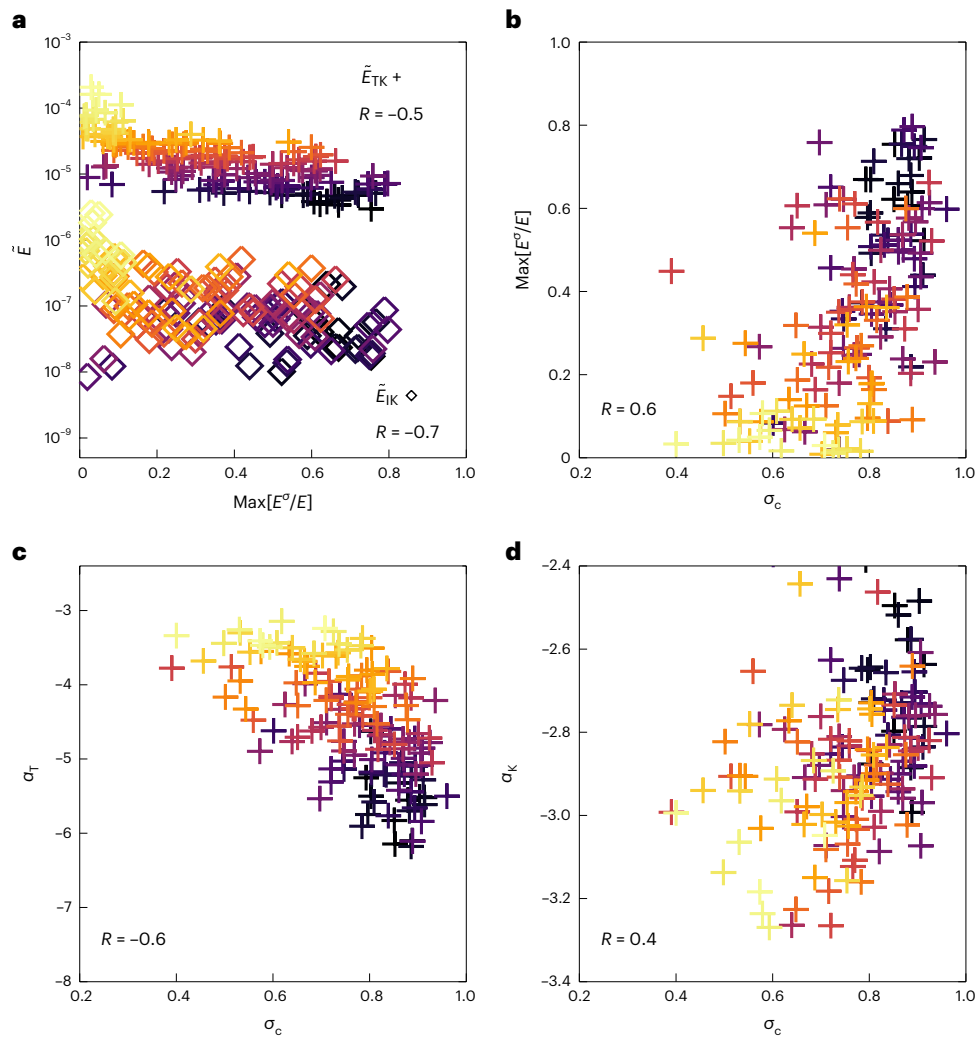 a
10⁻³
10⁻⁴
10⁻⁵
10⁻⁶
10⁻⁷
10⁻⁸
10⁻⁹
Ẽ
Ẽ_TK +
R = –0.5
Ẽ_IK ◇
R = –0.7
0 0.2 0.4 0.6 0.8 1.0
Max[E^σ/E]
b
1.0
0.8
0.6
0.4
0.2
0
Max[E^σ/E]
R = 0.6
0.2 0.4 0.6 0.8 1.0
σ_c
c
–3
–4
–5
–6
–7
–8
α_T
R = –0.6
0.2 0.4 0.6 0.8 1.0
σ_c
d
–2.4
–2.6
–2.8
–3.0
–3.2
–3.4
α_K
R = 0.4
0.2 0.4 0.6 0.8 1.0
σ_c